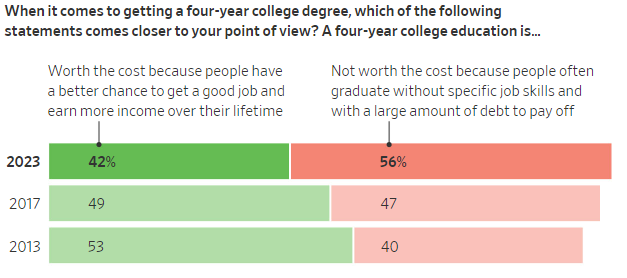 When it comes to getting a four-year college degree, which of the following
statements comes closer to your point of view? A four-year college education is...
Worth the cost because people have
a better chance to get a good job and
earn more income over their lifetime
Not worth the cost because people often
graduate without specific job skills and
with a large amount of debt to pay off
2023 42% 56%
2017 49 47
2013 53 40